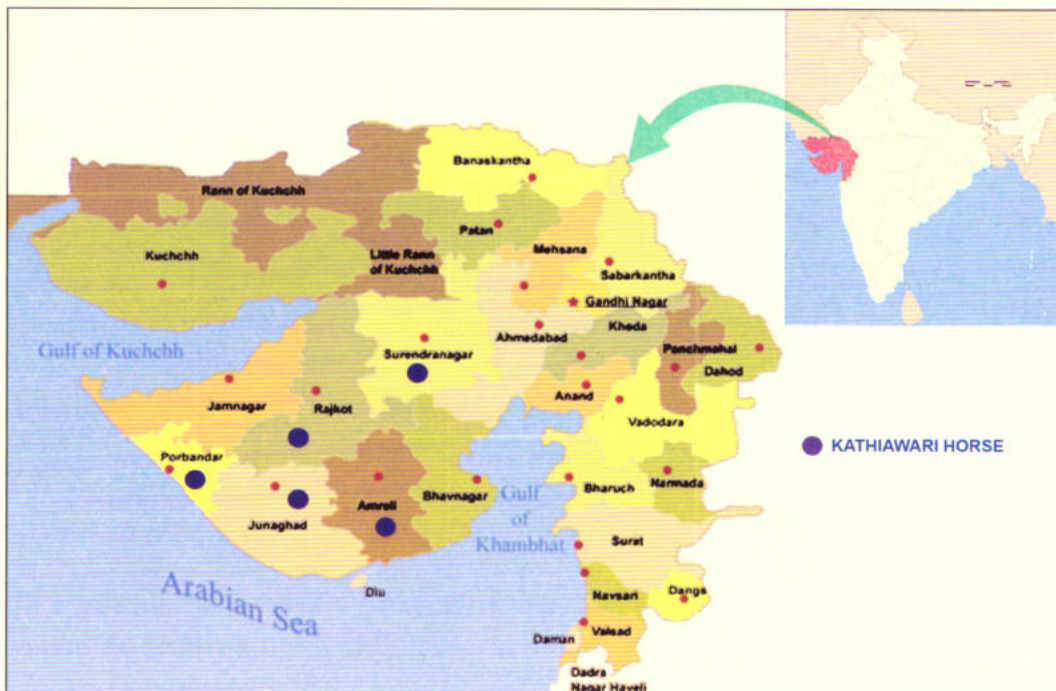 Banaskantha
Rann of Kuchchh
Patan
Mehsana
Kuchchh
Little Rann
of Kuchchh
Sabarkantha
Gandhi Nagar
Gulf of Kuchchh
Ahmedabad
Kheda
Surendranagar
Panchmahal
Dahod
Jamnagar
Rajkot
Anand
Vadodara
KATHIAWARI HORSE
Porbandar
Bharuch
Narmada
Junaghad
Amreli
Bhavnagar
Gulf
of
Khambhat
Surat
Arabian Sea
Diu
Navsari
Dangs
Daman
Valsad
Dadra
Nagar Haveli